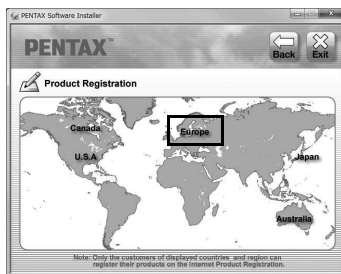 PENTAX Software Installer
PENTAX™
Back
Exit
Product Registration
Canada
Europe
U.S.A
Japan
Australia
Note: Only the customers of displayed countries and region can
register their products on the Internet Product Registration.